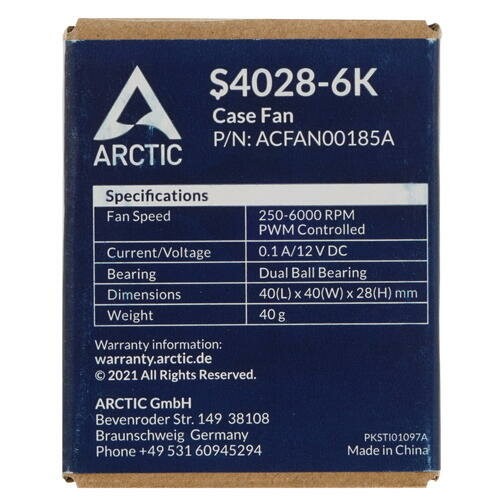 ARCTIC
S4028-6K
Case Fan
P/N: ACFAN00185A
Specifications
Fan Speed 250-6000 RPM
PWM Controlled
Current/Voltage 0.1 A/12 V DC
Bearing Dual Ball Bearing
Dimensions 40(L) x 40(W) x 28(H) mm
Weight 40 g
Warranty information:
warranty.arctic.de
© 2021 All Rights Reserved.
ARCTIC GmbH
Bevenroder Str. 149 38108
Braunschweig Germany
Phone +49 531 60945294
PKSTI01097A
Made in China